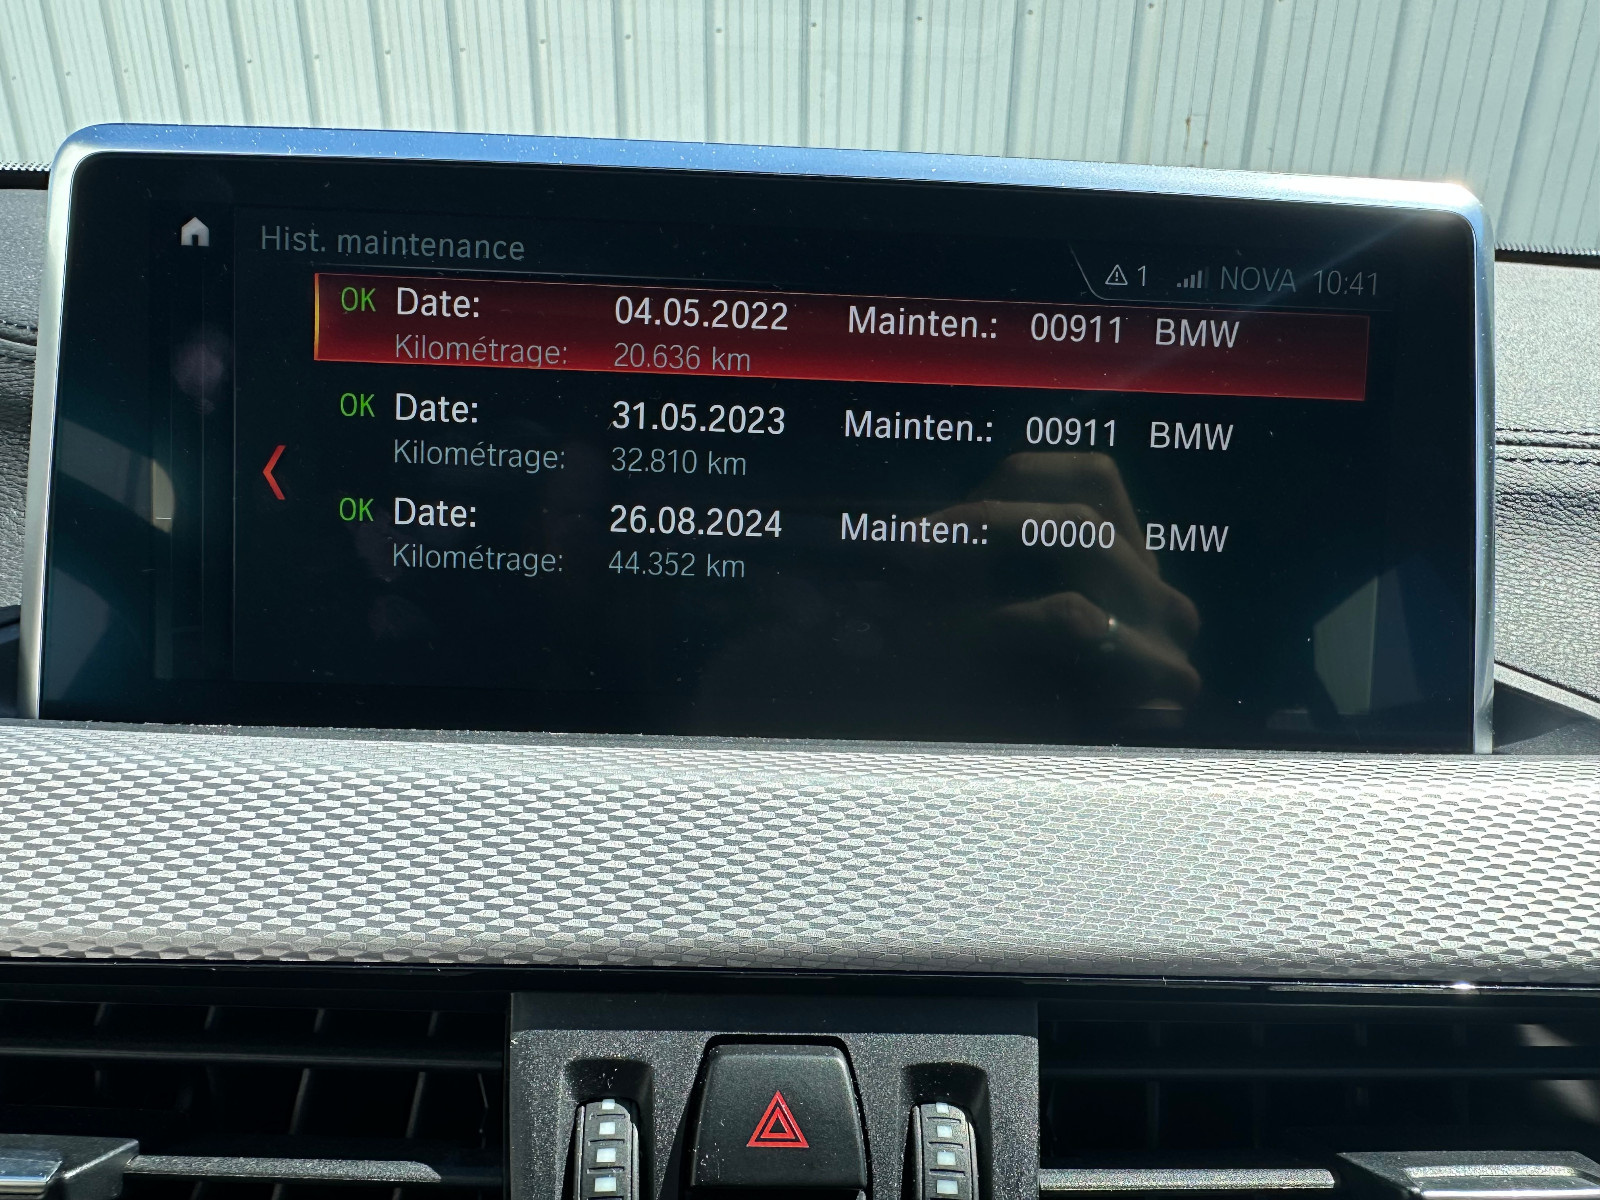 Hist. maintenance
⚠ 1 NOVA 10:41
OK Date: 04.05.2022 Mainten.: 00911 BMW
Kilométrage: 20.636 km
OK Date: 31.05.2023 Mainten.: 00911 BMW
Kilométrage: 32.810 km
OK Date: 26.08.2024 Mainten.: 00000 BMW
Kilométrage: 44.352 km